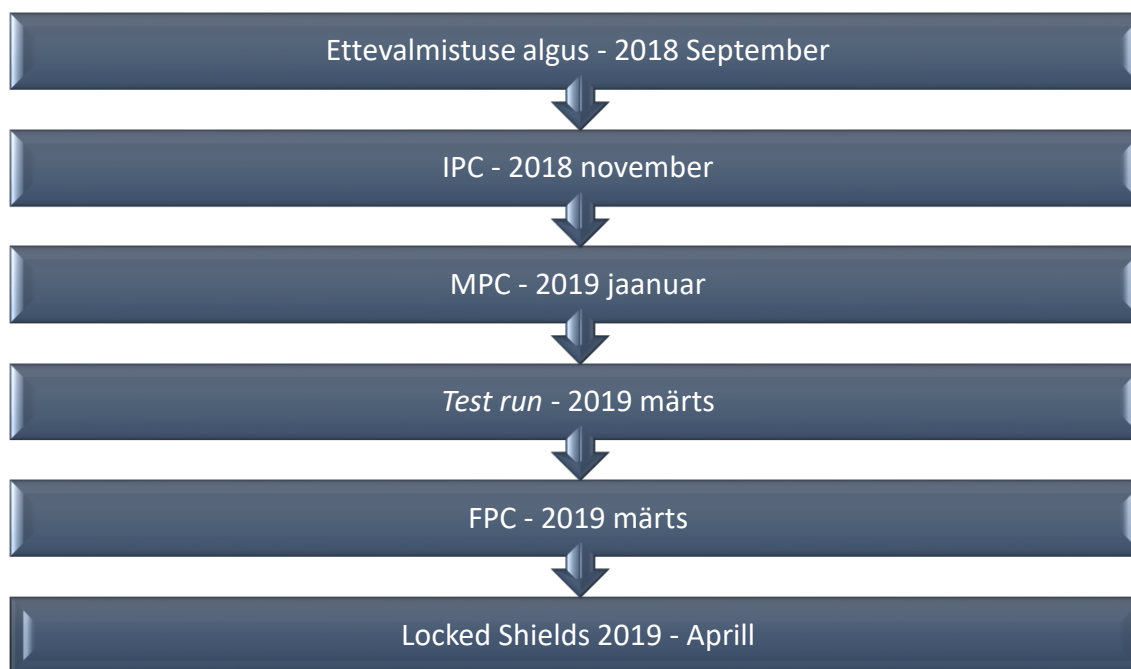 Ettevalmistuse algus - 2018 September
IPC - 2018 november
MPC - 2019 jaanuar
Test run - 2019 märts
FPC - 2019 märts
Locked Shields 2019 - Aprill